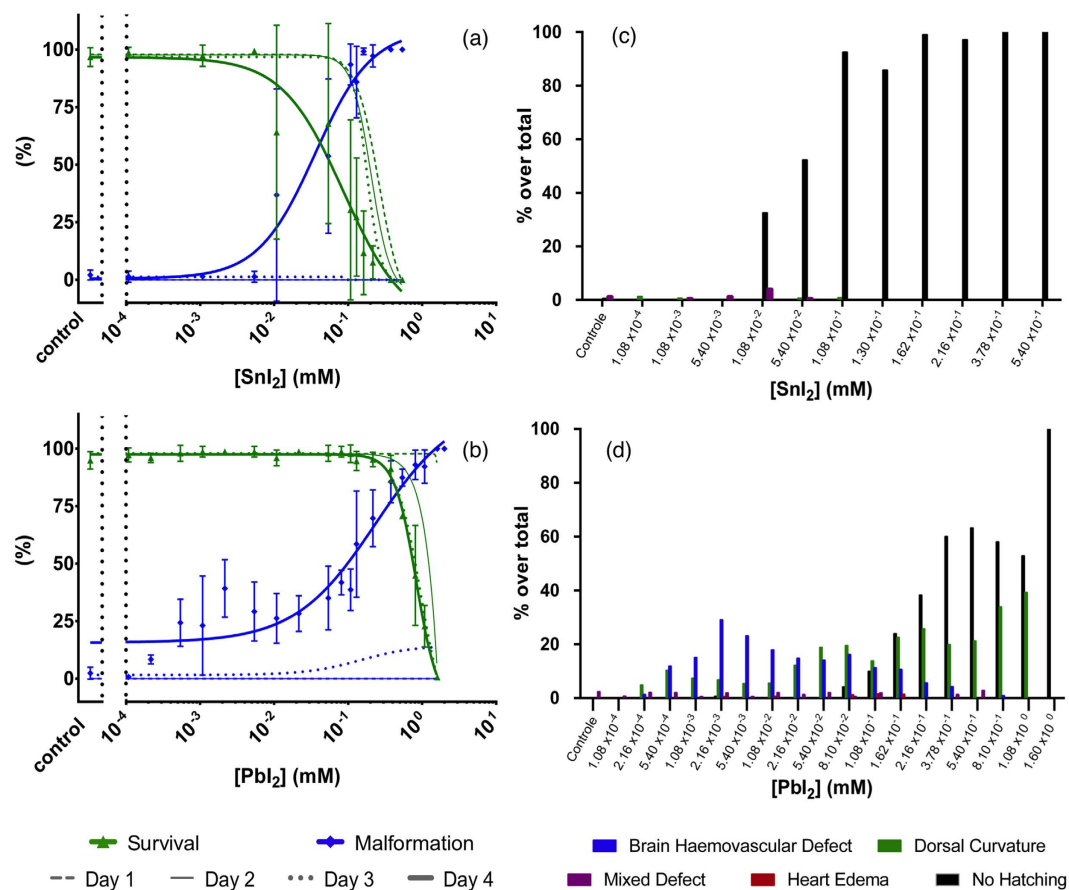 (a)
100
75
50
25
0
(%)
control
10-4
10-3
10-2
10-1
100
101
[SnI2] (mM)
(c)
100
80
60
40
20
0
% over total
Controle
1.08 x10-4
1.08 x10-3
5.40 x10-3
1.08 x10-2
5.40 x10-2
1.08 x10-1
1.30 x10-1
1.62 x10-1
2.16 x10-1
3.78 x10-1
5.40 x10-1
[SnI2] (mM)
(b)
100
75
50
25
0
(%)
control
10-4
10-3
10-2
10-1
100
101
[PbI2] (mM)
(d)
100
80
60
40
20
0
% over total
Controle
1.08 x10-4
2.16 x10-4
5.40 x10-4
1.08 x10-3
2.16 x10-3
5.40 x10-3
1.08 x10-2
2.16 x10-2
5.40 x10-2
8.10 x10-2
1.08 x10-1
1.62 x10-1
2.16 x10-1
3.78 x10-1
5.40 x10-1
8.10 x10-1
1.08 x10 0
1.60 x10 0
[PbI2] (mM)
Survival
Malformation
Day 1
Day 2
Day 3
Day 4
Brain Haemovascular Defect
Dorsal Curvature
Mixed Defect
Heart Edema
No Hatching